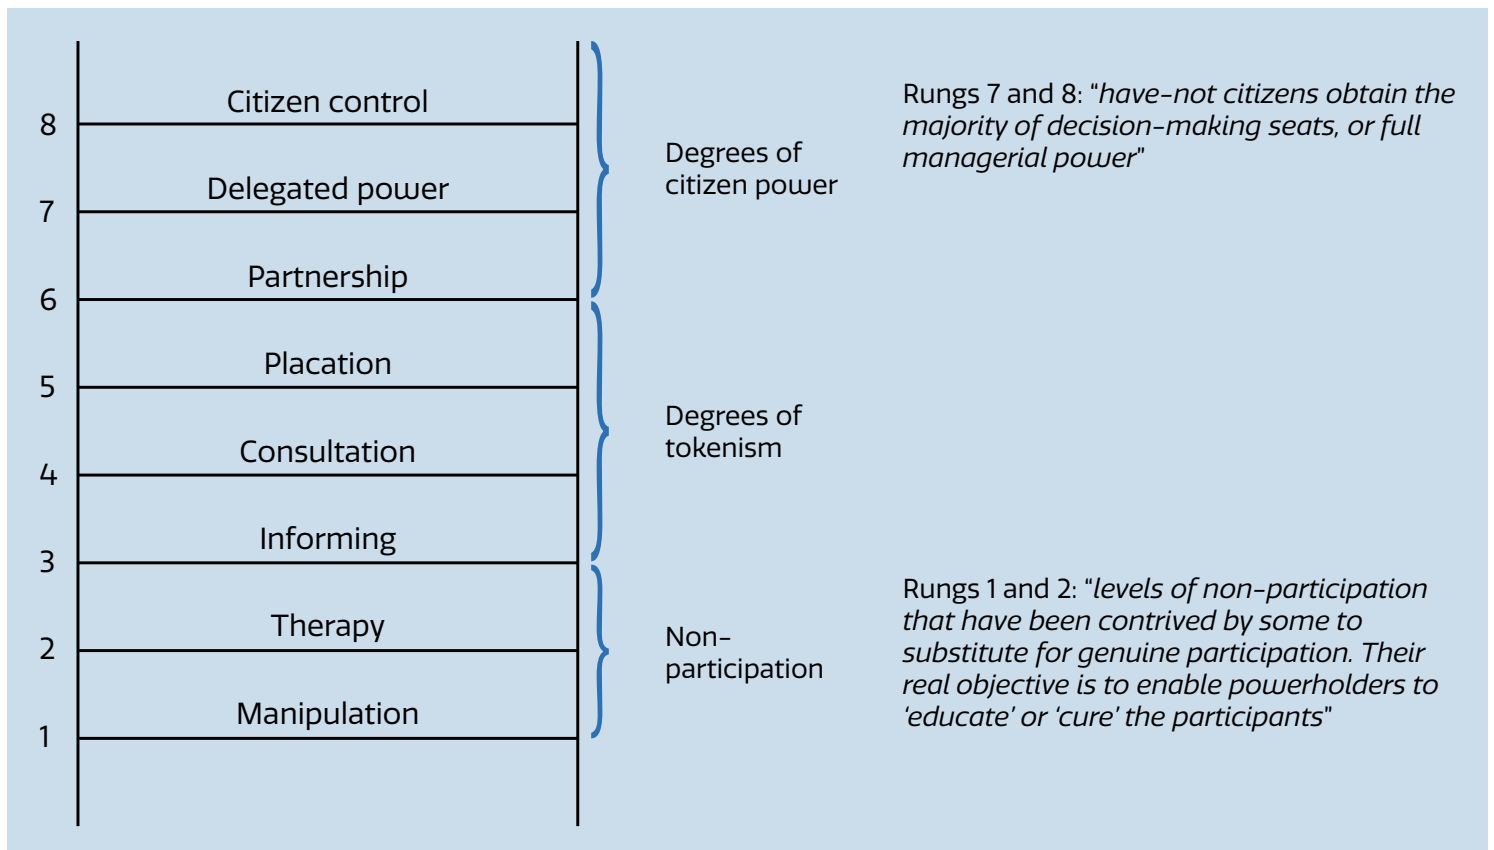 Citizen control
8
Delegated power
7
Partnership
6
Placation
5
Consultation
4
Informing
3
Therapy
2
Manipulation
1
Degrees of
citizen power
Degrees of
tokenism
Non-
participation
Rungs 7 and 8: “have-not citizens obtain the
majority of decision-making seats, or full
managerial power”
Rungs 1 and 2: “levels of non-participation
that have been contrived by some to
substitute for genuine participation. Their
real objective is to enable powerholders to
‘educate’ or ‘cure’ the participants”